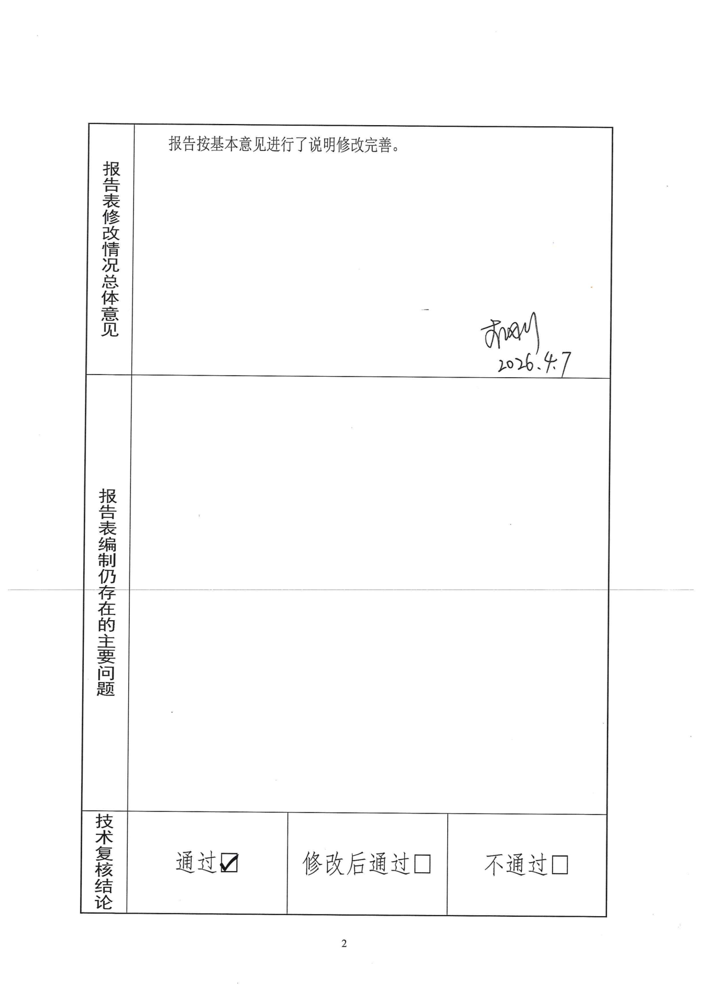 报告表修改情况总体意见
报告按基本意见进行了说明修改完善。
2026.4.7
报告表编制仍存在的主要问题
技术复核结论
通过☑
修改后通过□
不通过□
2